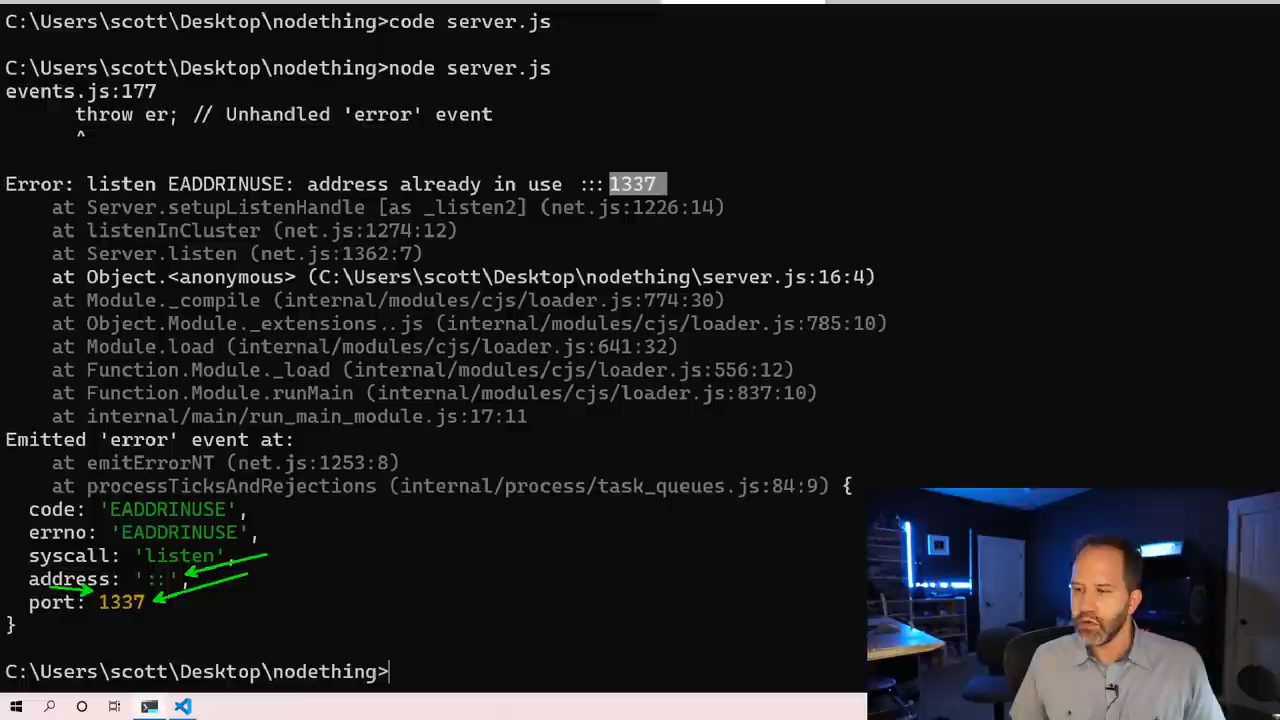 C:\Users\scott\Desktop\nodething>code server.js
C:\Users\scott\Desktop\nodething>node server.js
events.js:177
      throw er; // Unhandled 'error' event
      ^
Error: listen EADDRINUSE: address already in use :::1337
    at Server.setupListenHandle [as _listen2] (net.js:1226:14)
    at listenInCluster (net.js:1274:12)
    at Server.listen (net.js:1362:7)
    at Object.<anonymous> (C:\Users\scott\Desktop\nodething\server.js:16:4)
    at Module._compile (internal/modules/cjs/loader.js:774:30)
    at Object.Module._extensions..js (internal/modules/cjs/loader.js:785:10)
    at Module.load (internal/modules/cjs/loader.js:641:32)
    at Function.Module._load (internal/modules/cjs/loader.js:556:12)
    at Function.Module.runMain (internal/modules/cjs/loader.js:837:10)
    at internal/main/run_main_module.js:17:11
Emitted 'error' event at:
    at emitErrorNT (net.js:1253:8)
    at processTicksAndRejections (internal/process/task_queues.js:84:9) {
  code: 'EADDRINUSE',
  errno: 'EADDRINUSE',
  syscall: 'listen',
  address: '::',
  port: 1337
}
C:\Users\scott\Desktop\nodething>